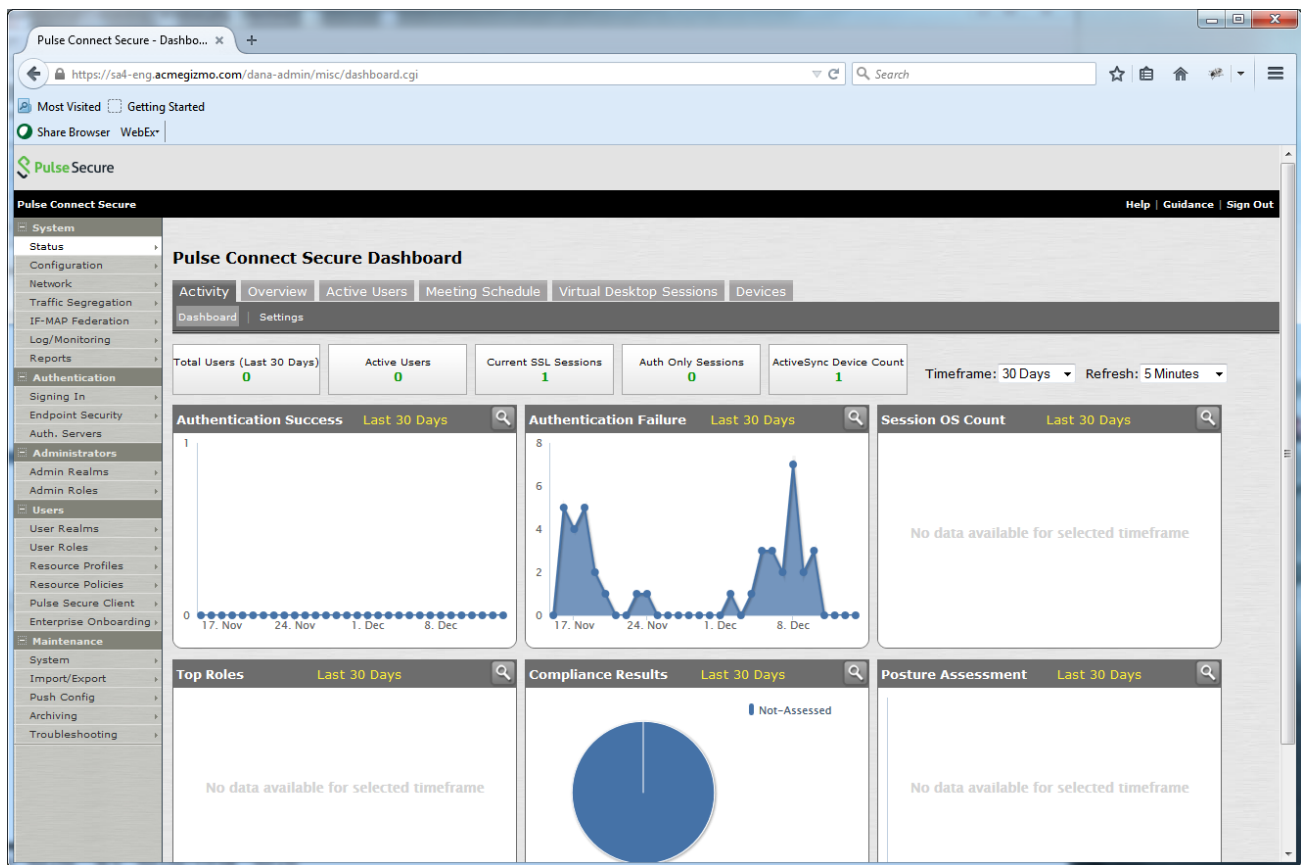 Pulse Connect Secure - Dashbo...
https://sa4-eng.acmegizmo.com/dana-admin/misc/dashboard.cgi
Search
Most Visited Getting Started
Share Browser WebEx
Pulse Secure
Pulse Connect Secure
Help | Guidance | Sign Out
System
Status
Configuration
Network
Traffic Segregation
IF-MAP Federation
Log/Monitoring
Reports
Authentication
Signing In
Endpoint Security
Auth. Servers
Administrators
Admin Realms
Admin Roles
Users
User Realms
User Roles
Resource Profiles
Resource Policies
Pulse Secure Client
Enterprise Onboarding
Maintenance
System
Import/Export
Push Config
Archiving
Troubleshooting
Pulse Connect Secure Dashboard
Activity Overview Active Users Meeting Schedule Virtual Desktop Sessions Devices
Dashboard | Settings
Total Users (Last 30 Days)
0
Active Users
0
Current SSL Sessions
1
Auth Only Sessions
0
ActiveSync Device Count
1
Timeframe: 30 Days Refresh: 5 Minutes
Authentication Success Last 30 Days
1
0
17. Nov 24. Nov 1. Dec 8. Dec
Authentication Failure Last 30 Days
8
6
4
2
0
17. Nov 24. Nov 1. Dec 8. Dec
Session OS Count Last 30 Days
No data available for selected timeframe
Top Roles Last 30 Days
No data available for selected timeframe
Compliance Results Last 30 Days
Not-Assessed
Posture Assessment Last 30 Days
No data available for selected timeframe